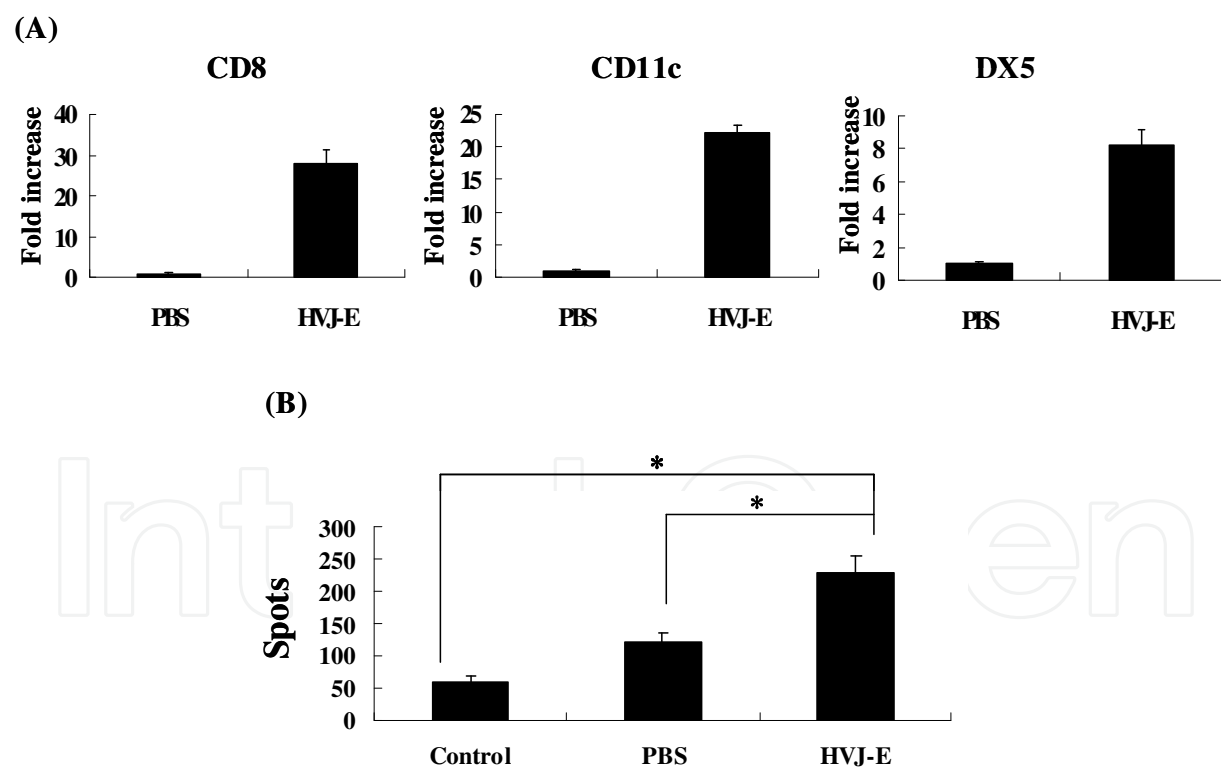 (A)
CD8
CD11c
DX5
Fold increase
40
30
20
10
0
PBS
HVJ-E
Fold increase
25
20
15
10
5
0
PBS
HVJ-E
Fold increase
10
8
6
4
2
0
PBS
HVJ-E
(B)
*
*
Spots
300
250
200
150
100
50
0
Control
PBS
HVJ-E